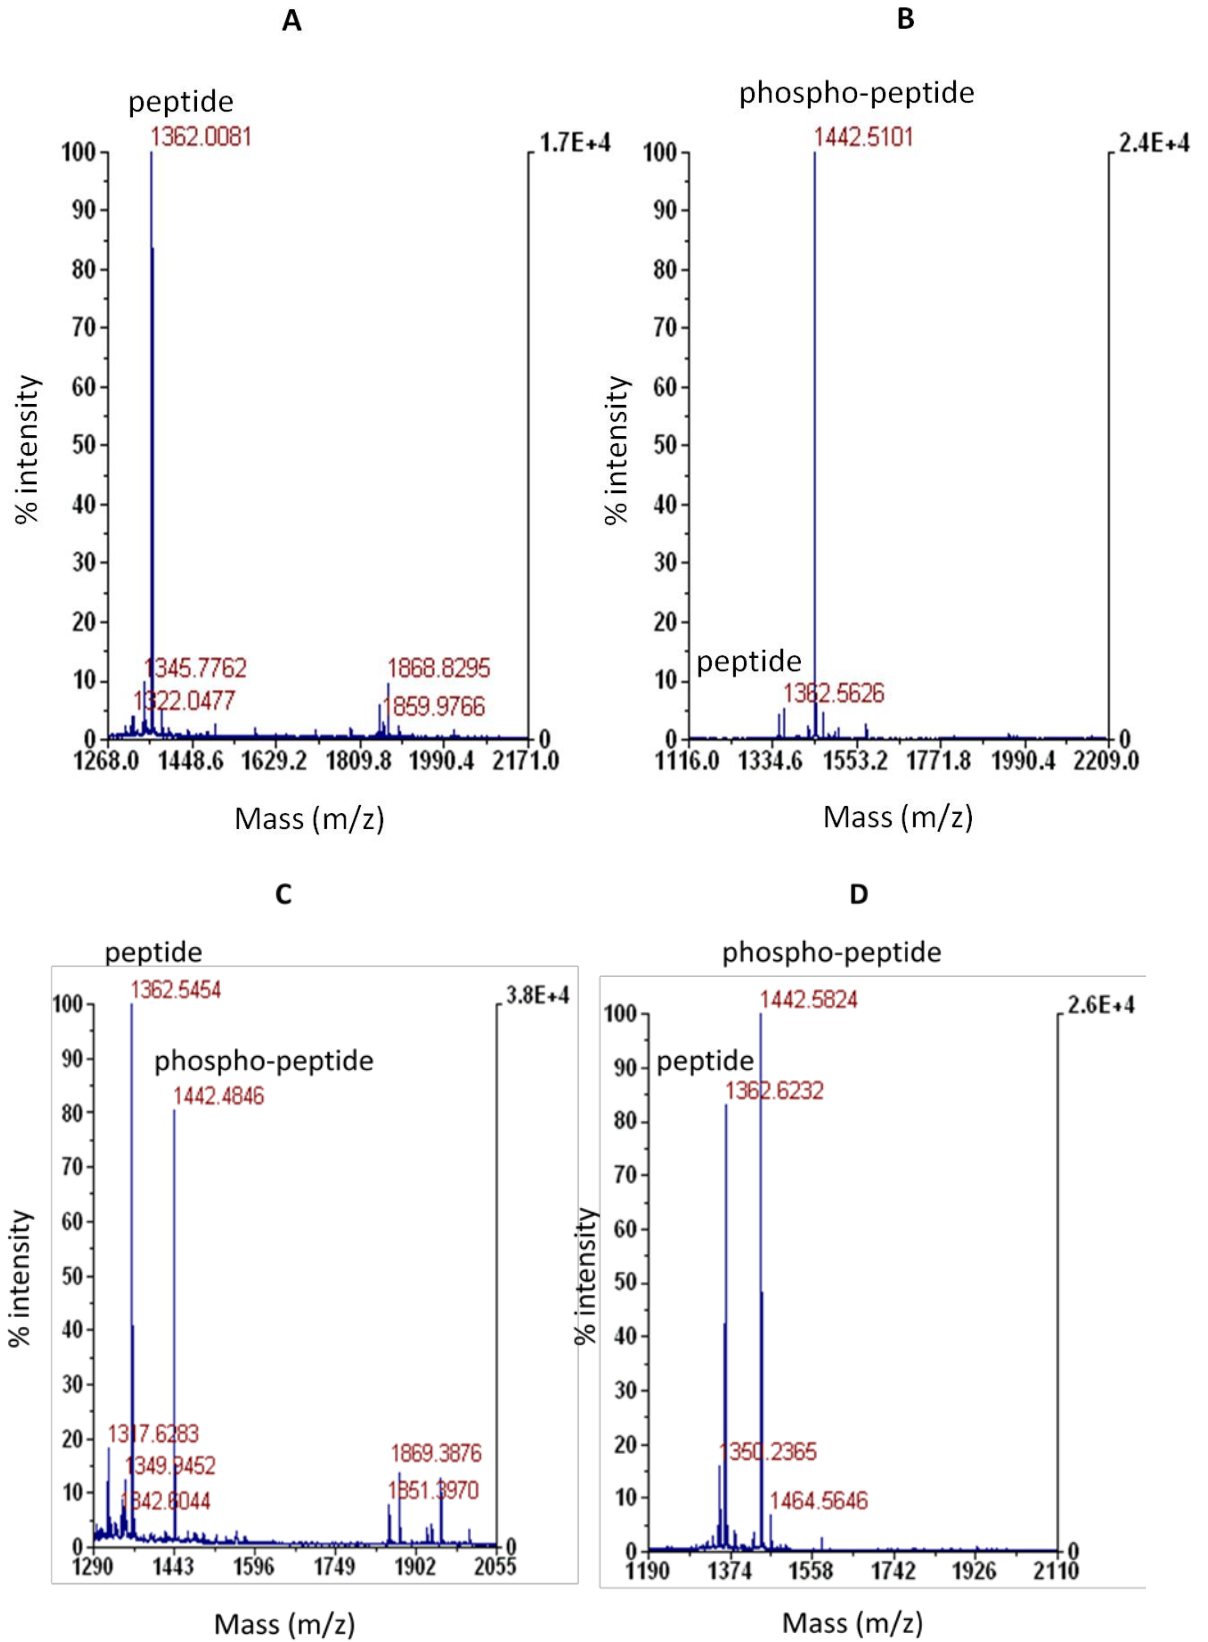 A
peptide
1362.0081
1.7E+4
100
90
80
70
60
50
40
30
20
10
0
% intensity
1345.7762
1322.0477
1868.8295
1859.9766
0
1268.0 1448.6 1629.2 1809.8 1990.4 2171.0
Mass (m/z)
B
phospho-peptide
1442.5101
2.4E+4
100
90
80
70
60
50
40
30
20
10
0
% intensity
peptide
1362.5626
0
1116.0 1334.6 1553.2 1771.8 1990.4 2209.0
Mass (m/z)
C
peptide
1362.5454
3.8E+4
100
90
80
70
60
50
40
30
20
10
0
% intensity
phospho-peptide
1442.4846
1317.6283
1349.9452
1342.6044
1869.3876
1851.3970
0
1290 1443 1596 1749 1902 2055
Mass (m/z)
D
phospho-peptide
1442.5824
2.6E+4
100
90
80
70
60
50
40
30
20
10
0
% intensity
peptide
1362.6232
1350.2365
1464.5646
0
1190 1374 1558 1742 1926 2110
Mass (m/z)